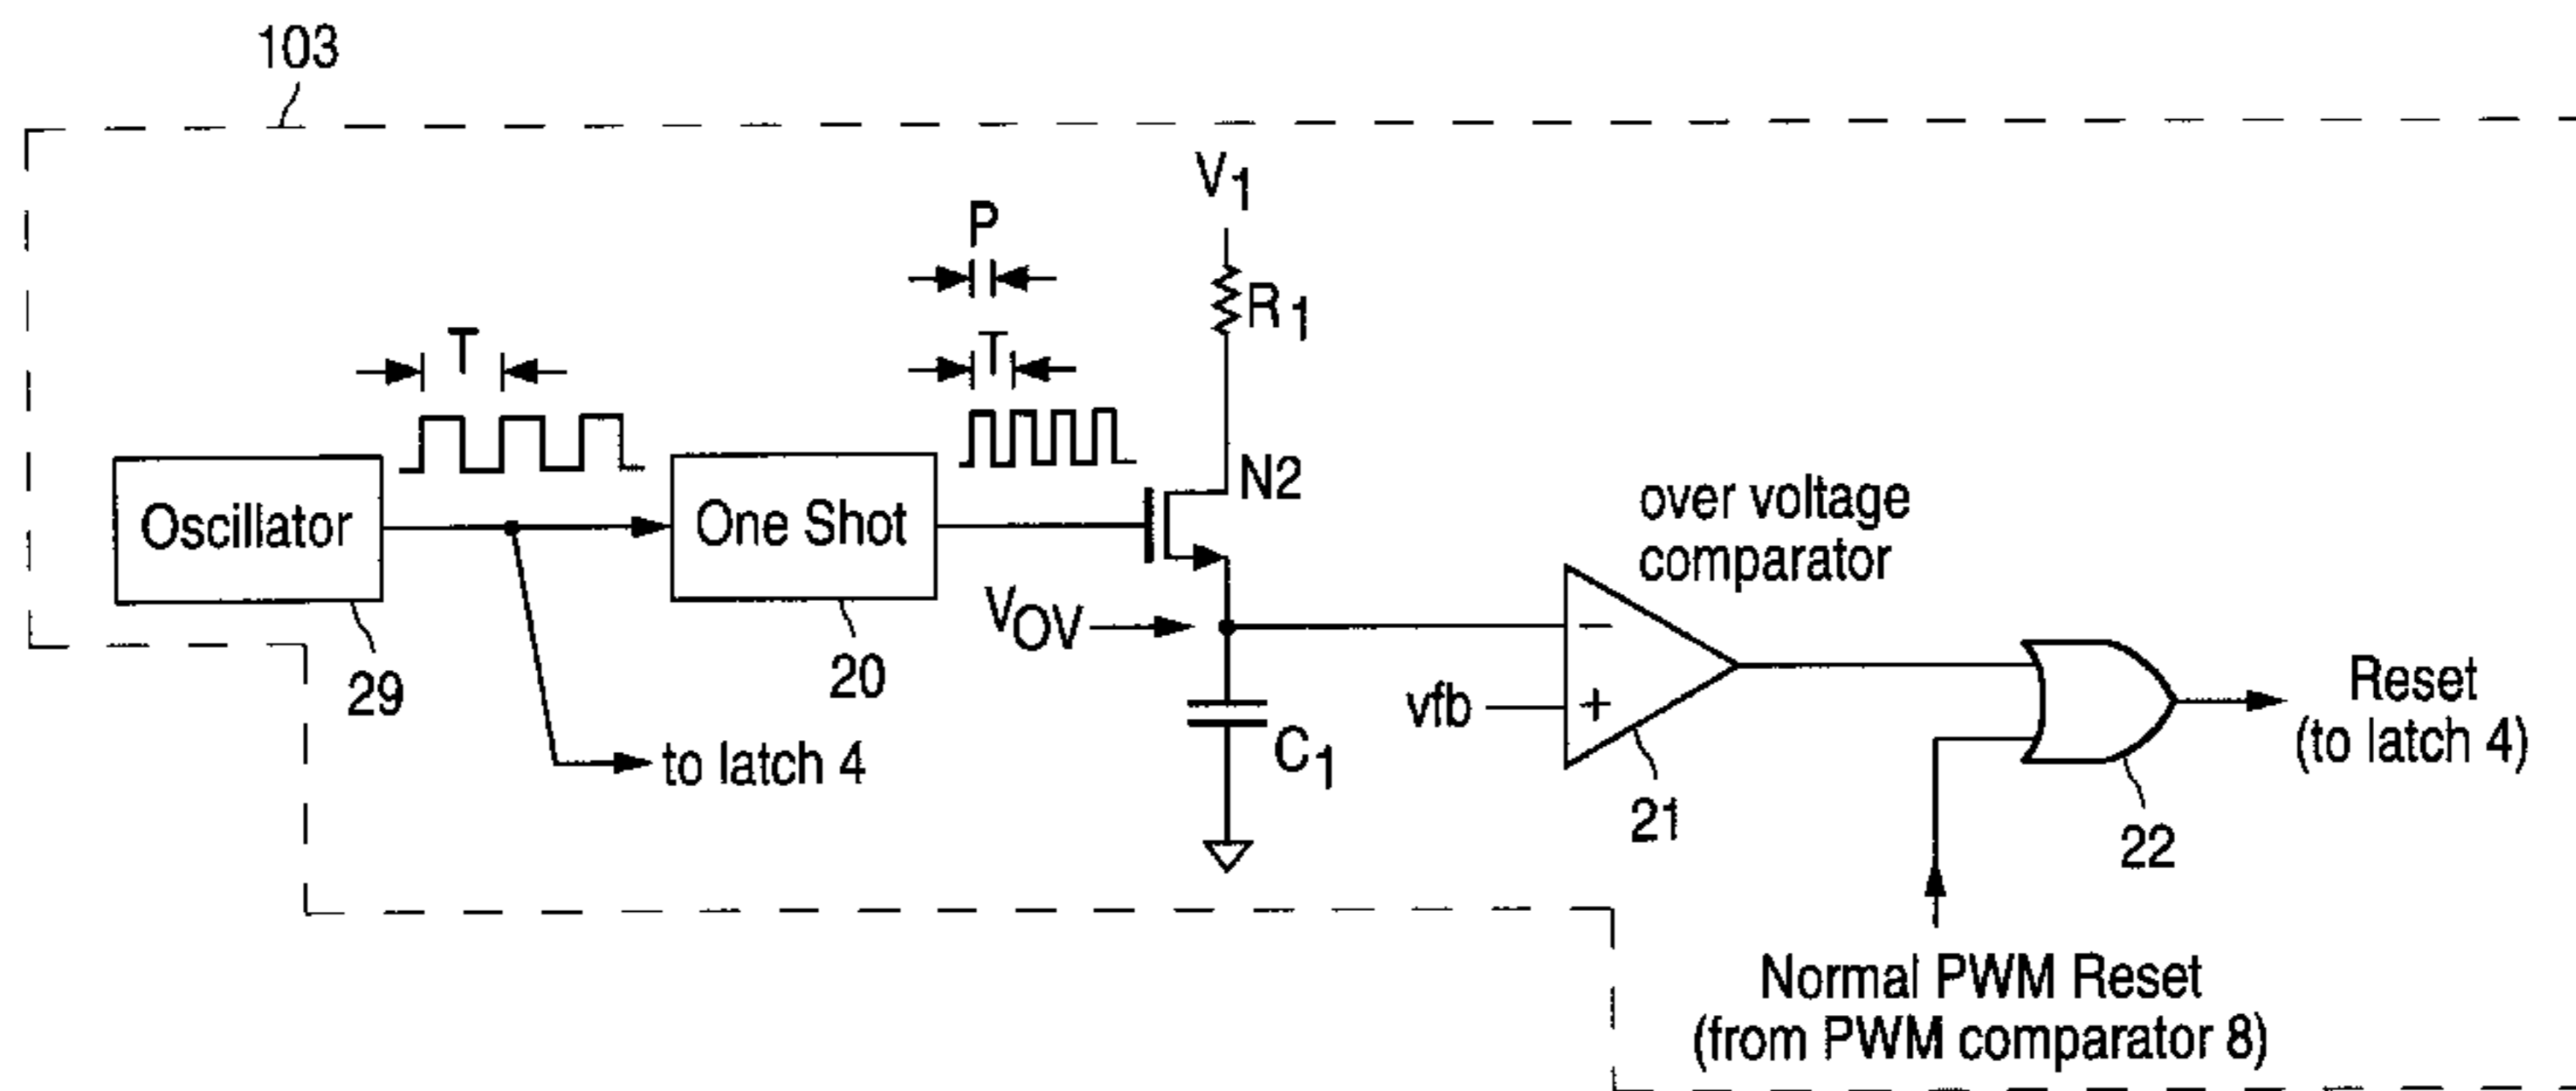 103
V1
P
R1
T
T
N2
Oscillator
One Shot
over voltage
comparator
VOV
−
29
20
vfb
+
C1
to latch 4
21
22
Reset
(to latch 4)
Normal PWM Reset
(from PWM comparator 8)